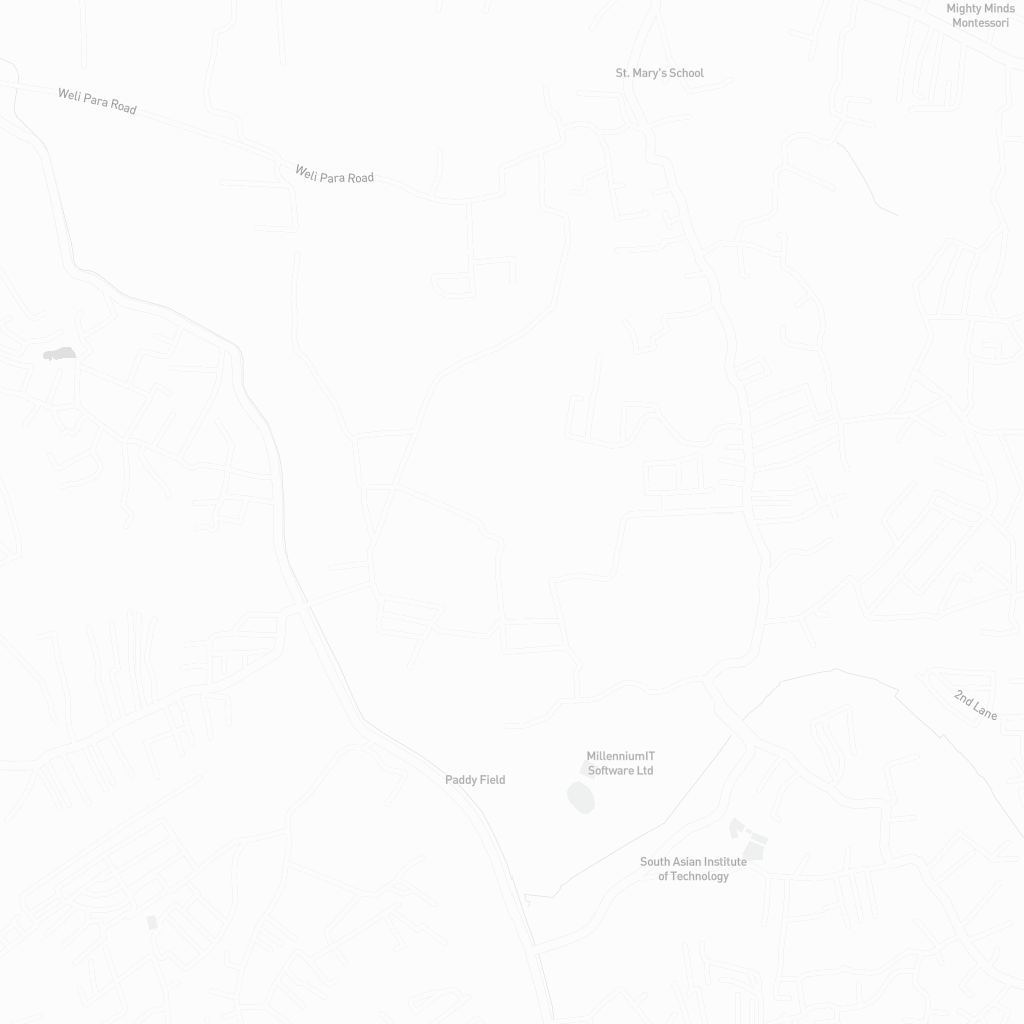 Mighty Minds
Montessori
St. Mary's School
Weli Para Road
Weli Para Road
2nd Lane
MillenniumIT
Software Ltd
Paddy Field
South Asian Institute
of Technology